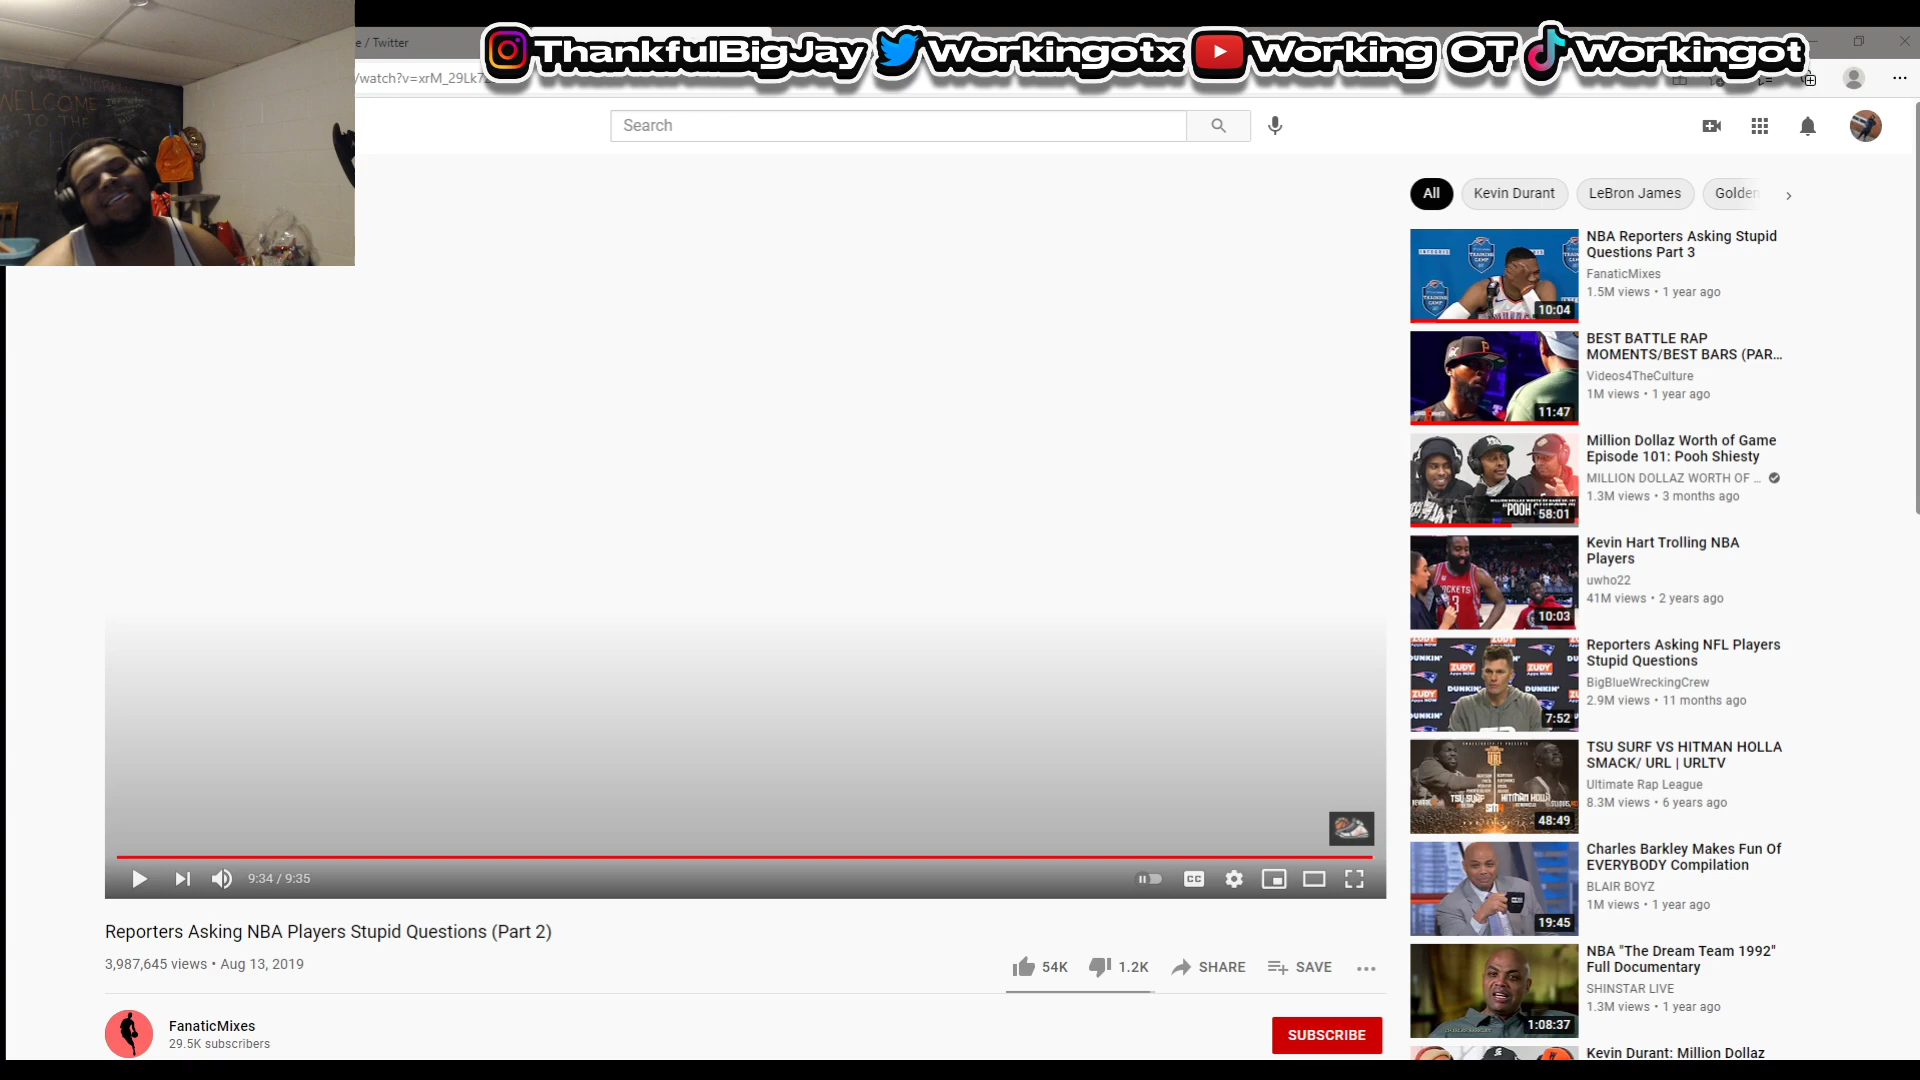 ThankfulBigJay Workingotx Working OT Workingot
e / Twitter
/watch?v=xrM_29Lk7
WELCOME
TO THE
Search
All
Kevin Durant
LeBron James
Golden
NBA Reporters Asking Stupid
Questions Part 3
FanaticMixes
1.5M views • 1 year ago
10:04
BEST BATTLE RAP
MOMENTS/BEST BARS (PAR...
Videos4TheCulture
1M views • 1 year ago
11:47
Million Dollaz Worth of Game
Episode 101: Pooh Shiesty
MILLION DOLLAZ WORTH OF ...
1.3M views • 3 months ago
"POOH
58:01
Kevin Hart Trolling NBA
Players
uwho22
41M views • 2 years ago
10:03
Reporters Asking NFL Players
Stupid Questions
BigBlueWreckingCrew
2.9M views • 11 months ago
7:52
TSU SURF VS HITMAN HOLLA
SMACK/ URL | URLTV
Ultimate Rap League
8.3M views • 6 years ago
48:49
Charles Barkley Makes Fun Of
EVERYBODY Compilation
BLAIR BOYZ
1M views • 1 year ago
19:45
NBA "The Dream Team 1992"
Full Documentary
SHINSTAR LIVE
1.3M views • 1 year ago
1:08:37
Kevin Durant: Million Dollaz
9:34 / 9:35
CC
Reporters Asking NBA Players Stupid Questions (Part 2)
3,987,645 views • Aug 13, 2019
54K
1.2K
SHARE
SAVE
FanaticMixes
29.5K subscribers
SUBSCRIBE